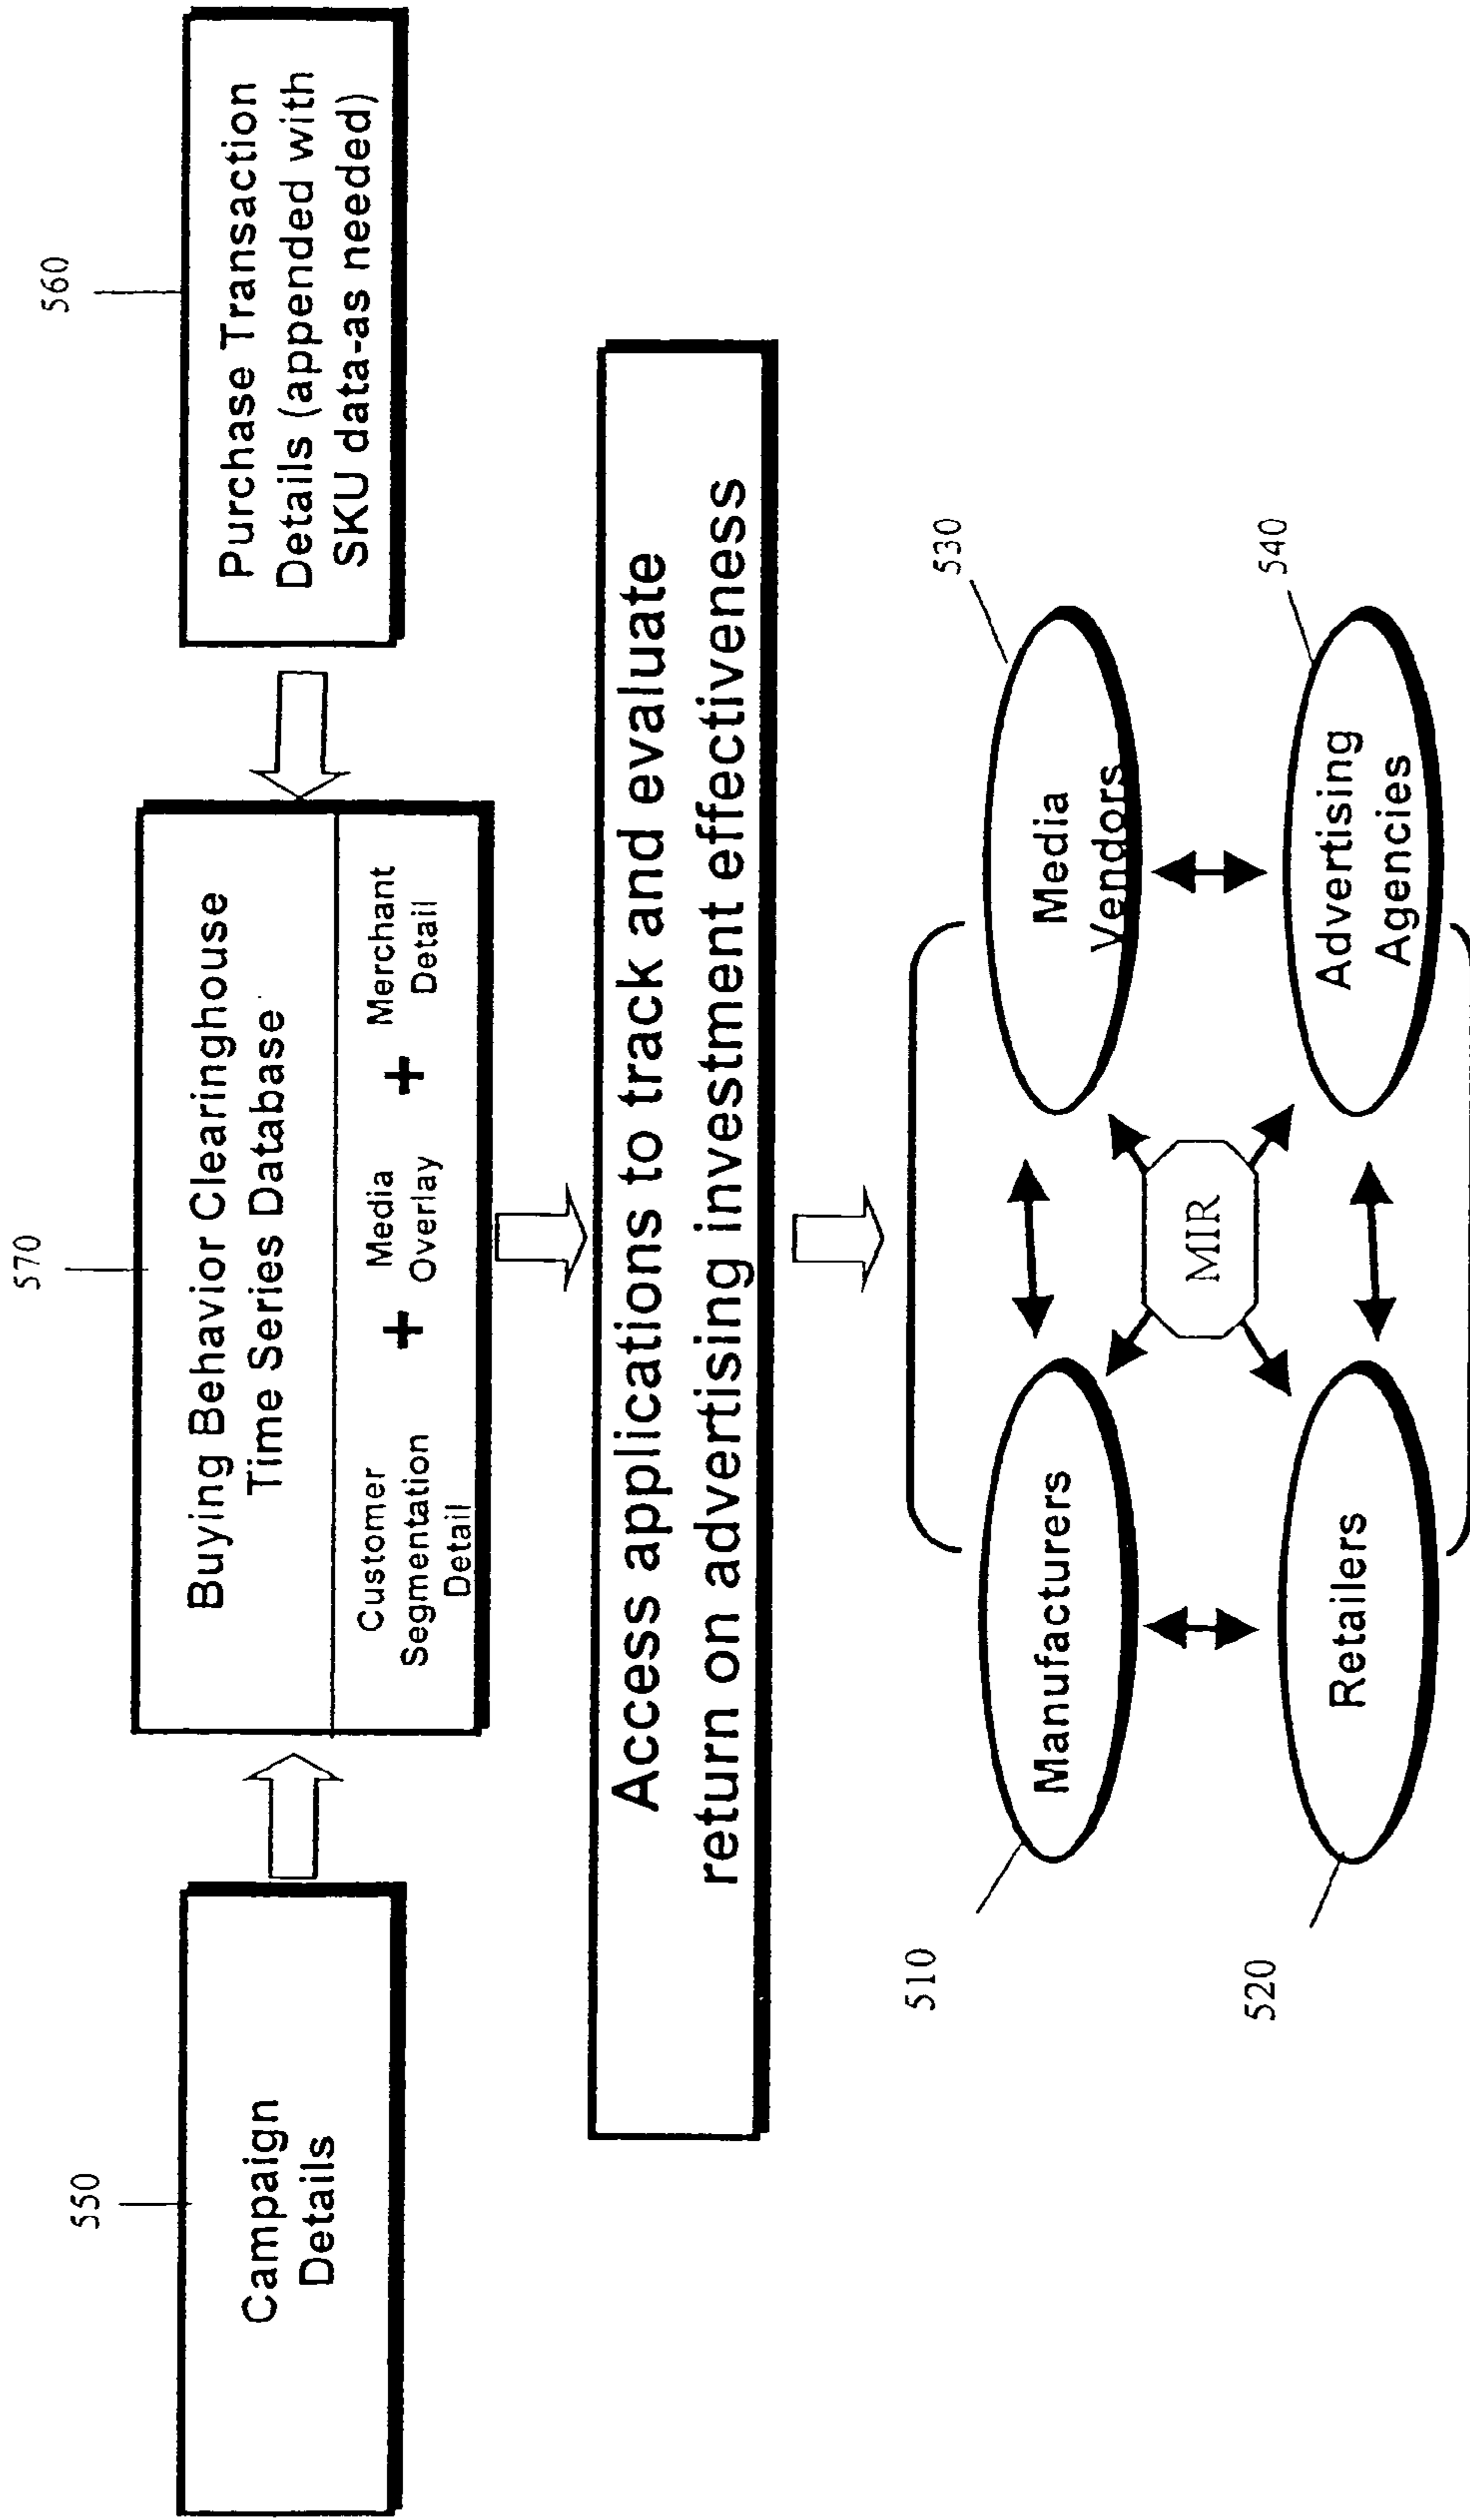 550
Campaign
Details
570
Buying Behavior Clearinghouse
Time Series Database
Customer
Segmentation
Detail
+
Media
Overlay
+
Merchant
Detail
560
Purchase Transaction
Details (appended with
SKU data-as needed)
Access applications to track and evaluate
return on advertising investment effectiveness
510
Manufacturers
530
Media
Vendors
MIR
520
Retailers
540
Advertising
Agencies